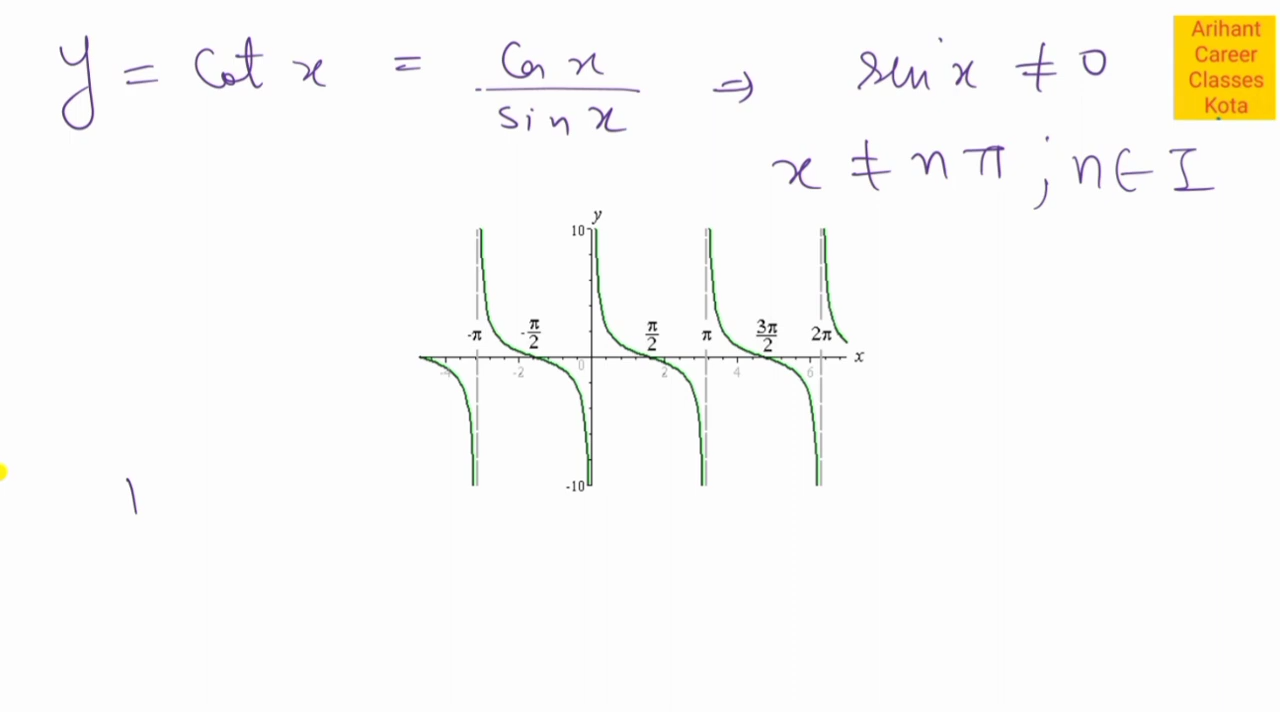 y = cot x = cos x / sin x ⇒ sin x ≠ 0
Arihant
Career
Classes
Kota
x ≠ nπ ; n ∈ I
y
10
-π -π/2 π/2 π 3π/2 2π
x
-4 -2 0 2 4 6
-10